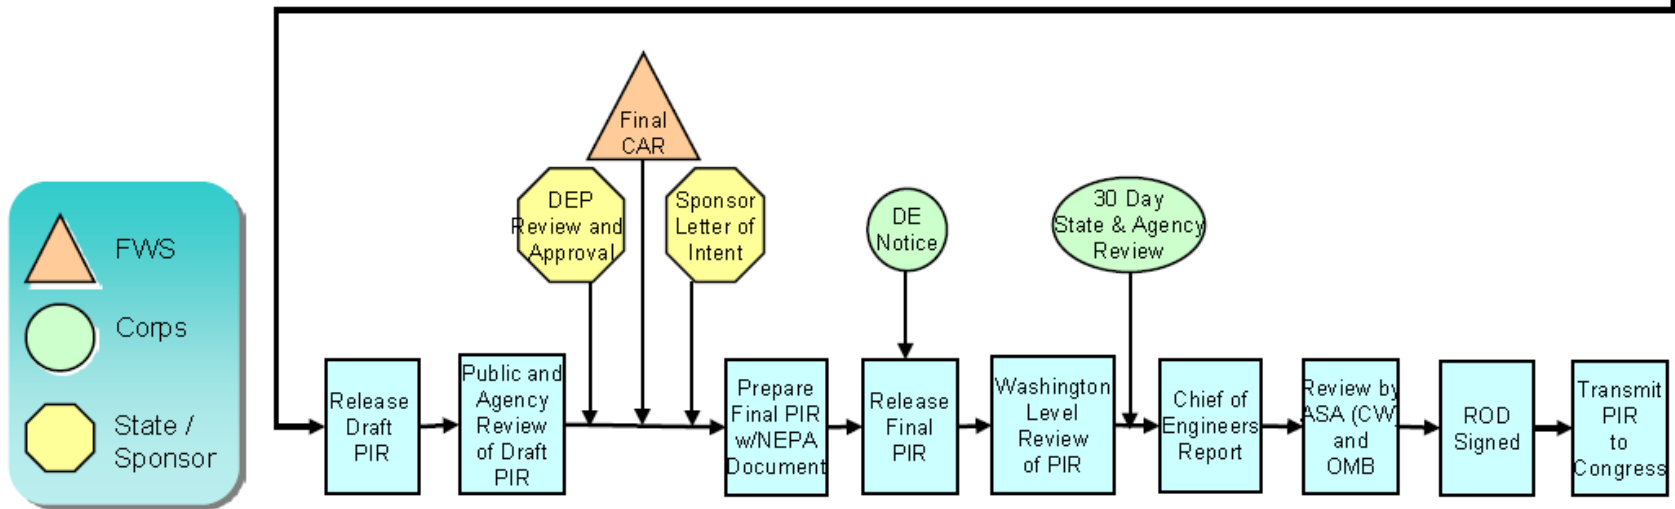 FWS
Corps
State /
Sponsor
Final
CAR
DEP
Review and
Approval
Sponsor
Letter of
Intent
DE
Notice
30 Day
State & Agency
Review
Release
Draft
PIR
Public and
Agency
Review
of Draft
PIR
Prepare
Final PIR
w/NEPA
Document
Release
Final
PIR
Washington
Level
Review
of PIR
Chief of
Engineers
Report
Review by
ASA (CW)
and
OMB
ROD
Signed
Transmit
PIR
to
Congress